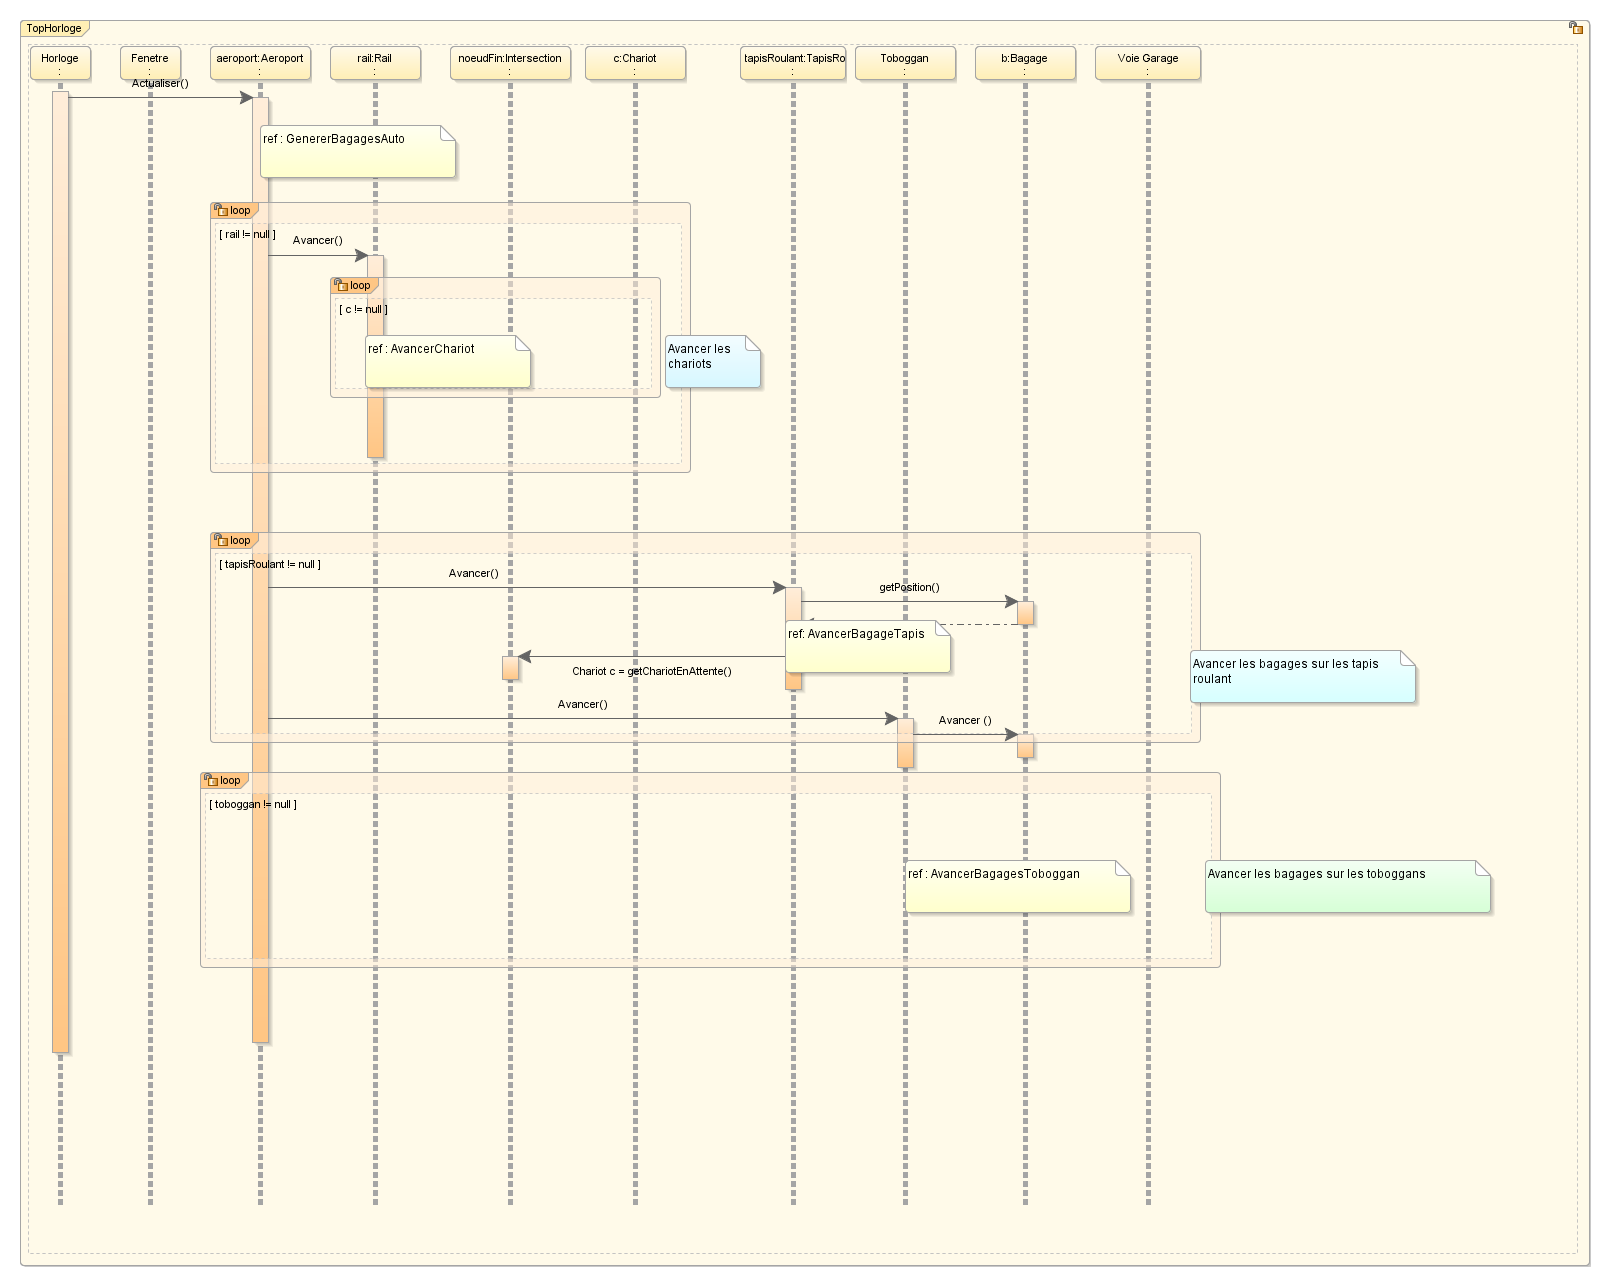 TopHorloge
Horloge
:
Fenetre
:
aeroport:Aeroport
:
rail:Rail
:
noeudFin:Intersection
:
c:Chariot
:
tapisRoulant:TapisRo
:
Toboggan
:
b:Bagage
:
Voie Garage
:
Actualiser()
ref : GenererBagagesAuto
loop
[ rail != null ]
Avancer()
loop
[ c != null ]
ref : AvancerChariot
Avancer les
chariots
loop
[ tapisRoulant != null ]
Avancer()
getPosition()
ref: AvancerBagageTapis
Chariot c = getChariotEnAttente()
Avancer les bagages sur les tapis
roulant
Avancer()
Avancer ()
loop
[ toboggan != null ]
ref : AvancerBagagesToboggan
Avancer les bagages sur les toboggans